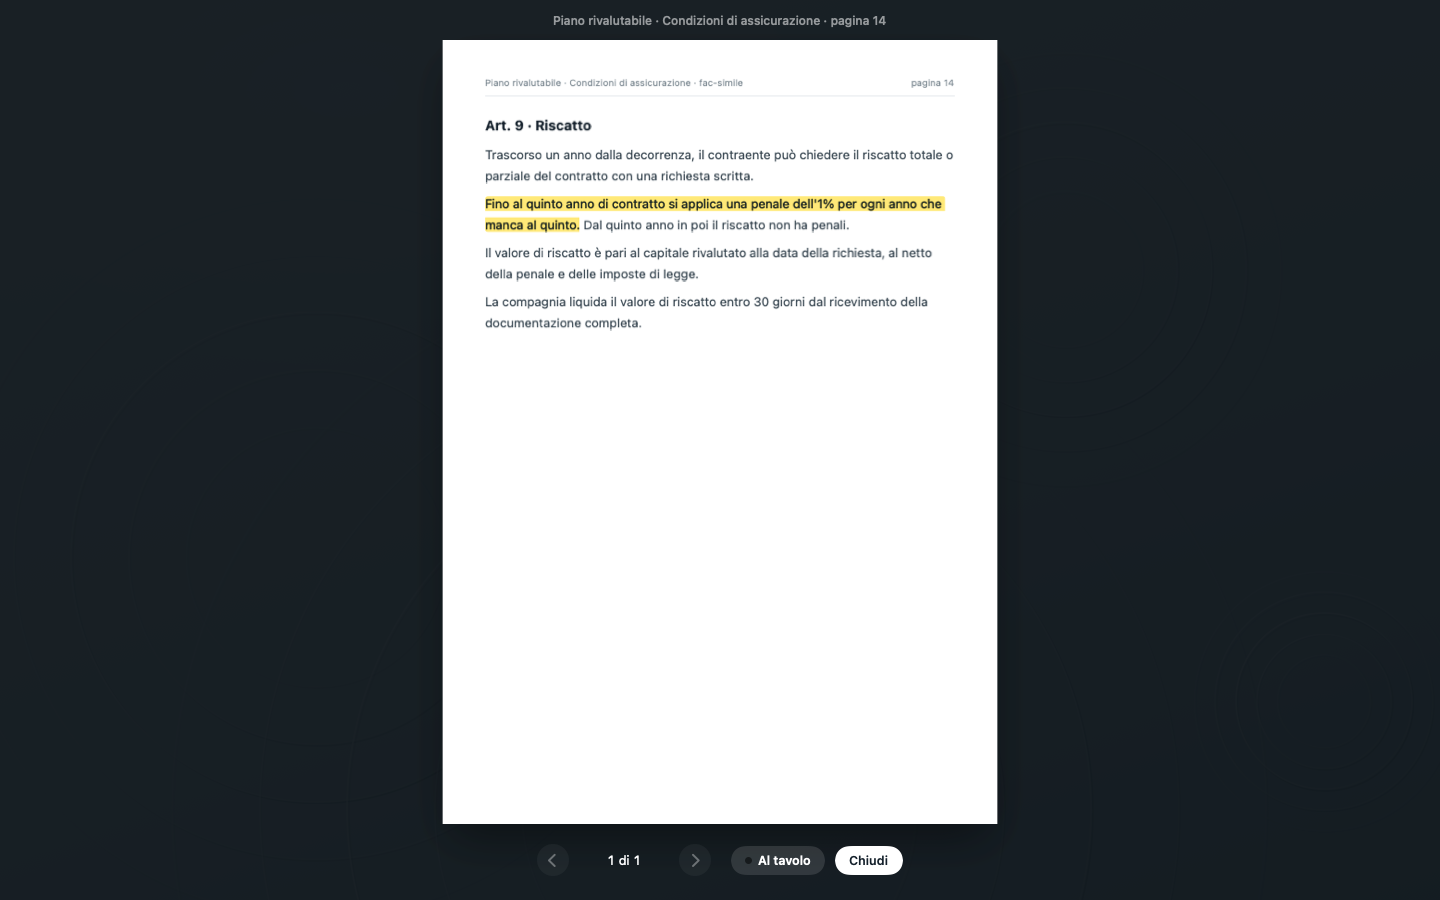 Piano rivalutabile · Condizioni di assicurazione · pagina 14
Piano rivalutabile · Condizioni di assicurazione · fac-simile
pagina 14
Art. 9 · Riscatto
Trascorso un anno dalla decorrenza, il contraente può chiedere il riscatto totale o
parziale del contratto con una richiesta scritta.
Fino al quinto anno di contratto si applica una penale dell'1% per ogni anno che
manca al quinto. Dal quinto anno in poi il riscatto non ha penali.
Il valore di riscatto è pari al capitale rivalutato alla data della richiesta, al netto
della penale e delle imposte di legge.
La compagnia liquida il valore di riscatto entro 30 giorni dal ricevimento della
documentazione completa.
1 di 1
Al tavolo
Chiudi